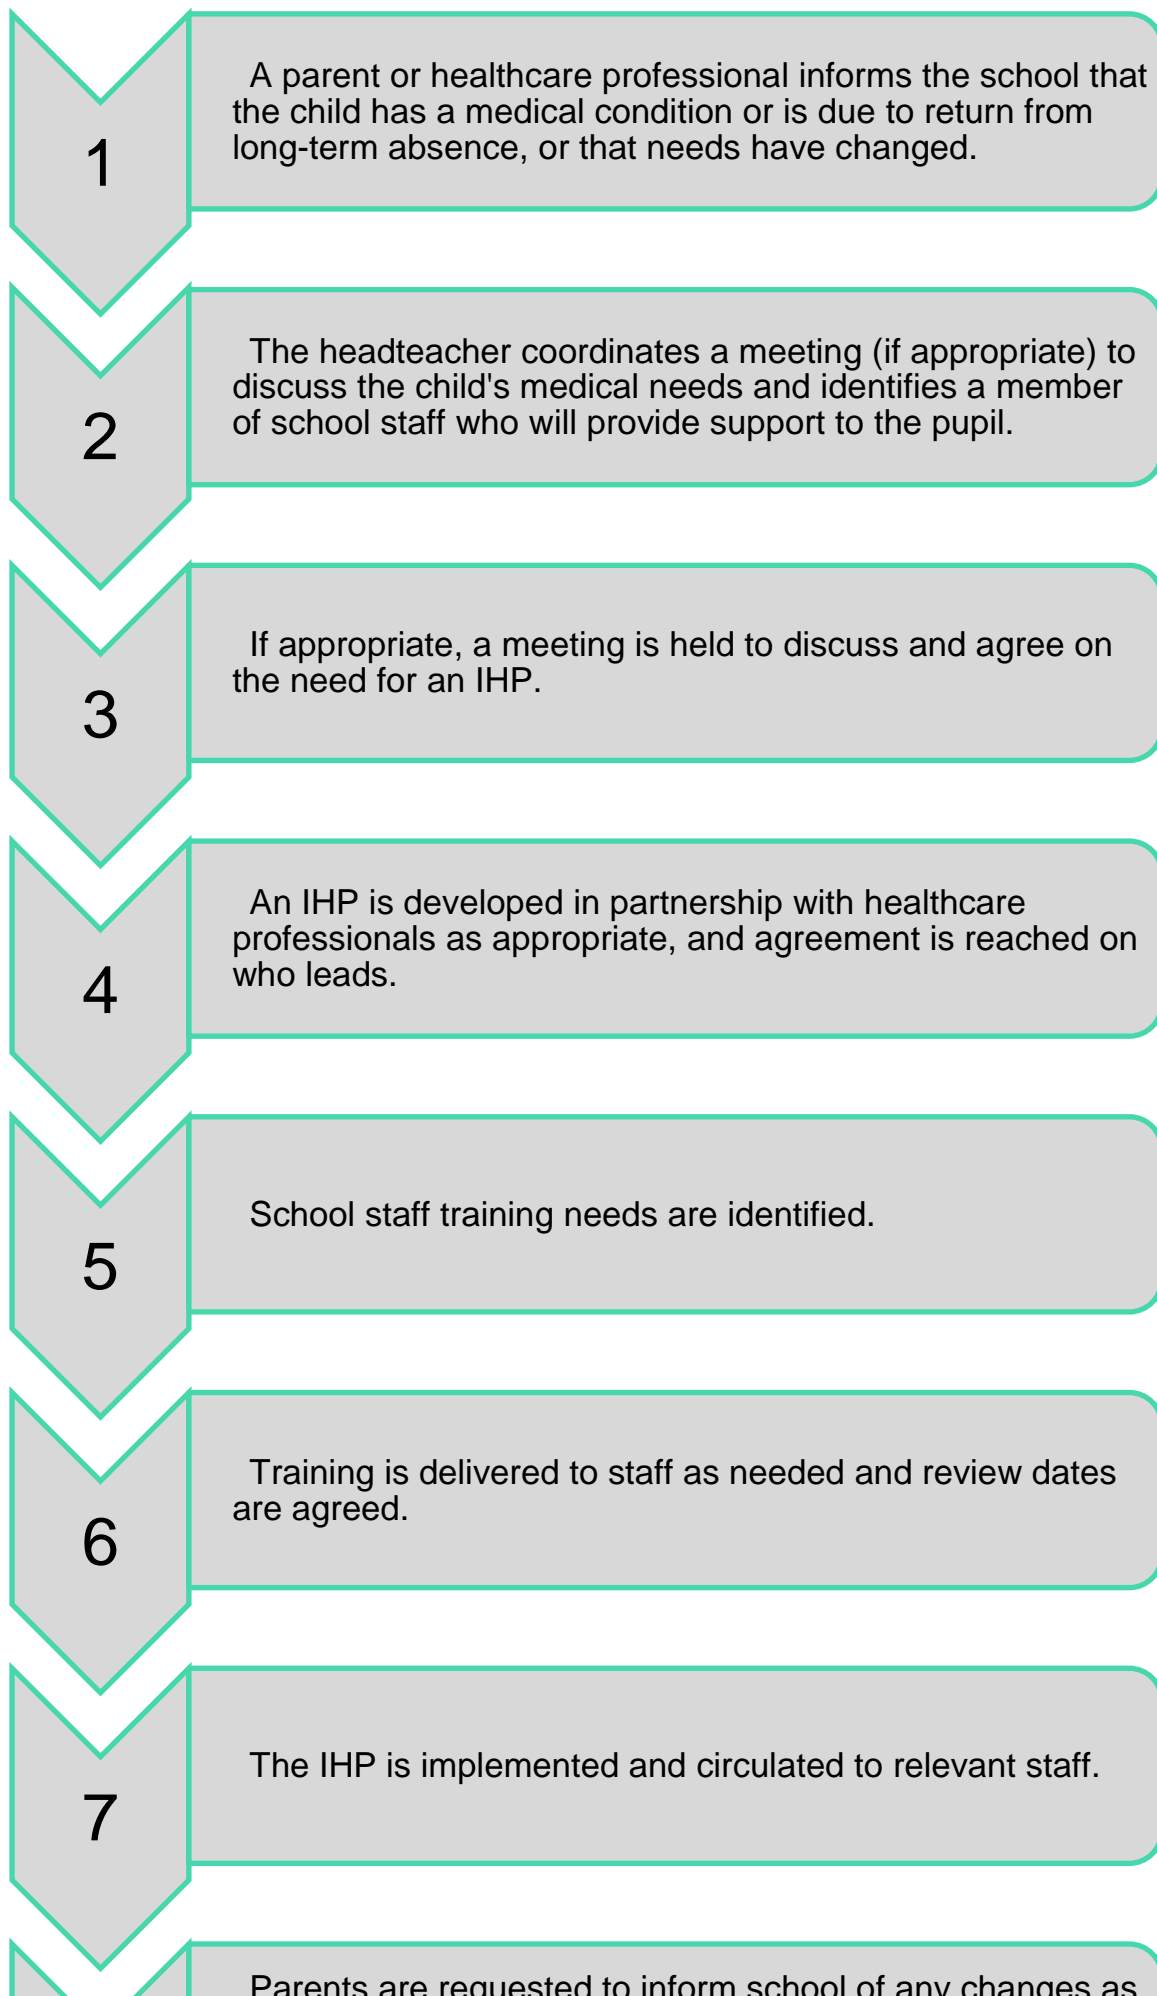 A parent or healthcare professional informs the school that
the child has a medical condition or is due to return from
long-term absence, or that needs have changed.
1
The headteacher coordinates a meeting (if appropriate) to
discuss the child's medical needs and identifies a member
of school staff who will provide support to the pupil.
2
If appropriate, a meeting is held to discuss and agree on
the need for an IHP.
3
An IHP is developed in partnership with healthcare
professionals as appropriate, and agreement is reached on
who leads.
4
School staff training needs are identified.
5
Training is delivered to staff as needed and review dates
are agreed.
6
The IHP is implemented and circulated to relevant staff.
7
Parents are requested to inform school of any changes as